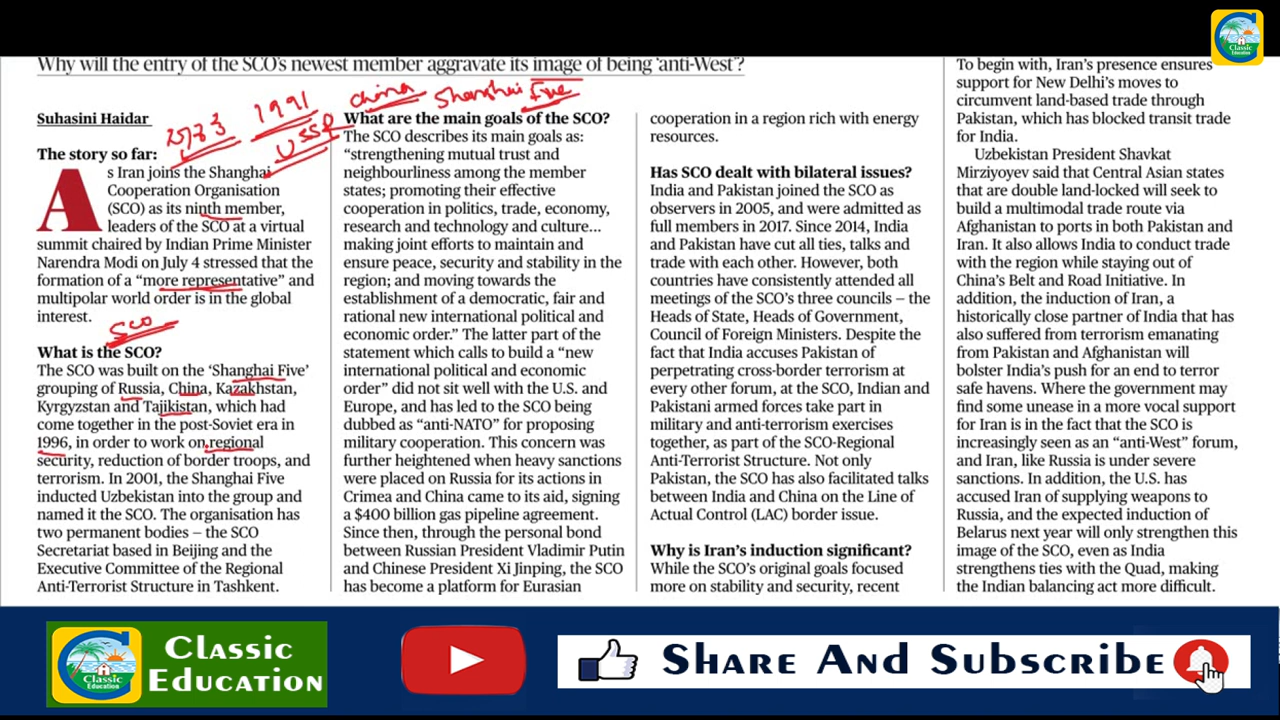 Classic
Education
Why will the entry of the SCO's newest member aggravate its image of being 'anti-West'?
1991
USSR
China
Shanghai Five
SCO
Suhasini Haidar
The story so far:
As Iran joins the Shanghai
Cooperation Organisation
(SCO) as its ninth member,
leaders of the SCO at a virtual
summit chaired by Indian Prime Minister
Narendra Modi on July 4 stressed that the
formation of a “more representative” and
multipolar world order is in the global
interest.
What is the SCO?
The SCO was built on the ‘Shanghai Five’
grouping of Russia, China, Kazakhstan,
Kyrgyzstan and Tajikistan, which had
come together in the post-Soviet era in
1996, in order to work on regional
security, reduction of border troops, and
terrorism. In 2001, the Shanghai Five
inducted Uzbekistan into the group and
named it the SCO. The organisation has
two permanent bodies – the SCO
Secretariat based in Beijing and the
Executive Committee of the Regional
Anti-Terrorist Structure in Tashkent.
What are the main goals of the SCO?
The SCO describes its main goals as:
“strengthening mutual trust and
neighbourliness among the member
states; promoting their effective
cooperation in politics, trade, economy,
research and technology and culture...
making joint efforts to maintain and
ensure peace, security and stability in the
region; and moving towards the
establishment of a democratic, fair and
rational new international political and
economic order.” The latter part of the
statement which calls to build a “new
international political and economic
order” did not sit well with the U.S. and
Europe, and has led to the SCO being
dubbed as “anti-NATO” for proposing
military cooperation. This concern was
further heightened when heavy sanctions
were placed on Russia for its actions in
Crimea and China came to its aid, signing
a $400 billion gas pipeline agreement.
Since then, through the personal bond
between Russian President Vladimir Putin
and Chinese President Xi Jinping, the SCO
has become a platform for Eurasian
cooperation in a region rich with energy
resources.
Has SCO dealt with bilateral issues?
India and Pakistan joined the SCO as
observers in 2005, and were admitted as
full members in 2017. Since 2014, India
and Pakistan have cut all ties, talks and
trade with each other. However, both
countries have consistently attended all
meetings of the SCO's three councils – the
Heads of State, Heads of Government,
Council of Foreign Ministers. Despite the
fact that India accuses Pakistan of
perpetrating cross-border terrorism at
every other forum, at the SCO, Indian and
Pakistani armed forces take part in
military and anti-terrorism exercises
together, as part of the SCO-Regional
Anti-Terrorist Structure. Not only
Pakistan, the SCO has also facilitated talks
between India and China on the Line of
Actual Control (LAC) border issue.
Why is Iran's induction significant?
While the SCO's original goals focused
more on stability and security, recent
To begin with, Iran's presence ensures
support for New Delhi's moves to
circumvent land-based trade through
Pakistan, which has blocked transit trade
for India.
Uzbekistan President Shavkat
Mirziyoyev said that Central Asian states
that are double land-locked will seek to
build a multimodal trade route via
Afghanistan to ports in both Pakistan and
Iran. It also allows India to conduct trade
with the region while staying out of
China's Belt and Road Initiative. In
addition, the induction of Iran, a
historically close partner of India that has
also suffered from terrorism emanating
from Pakistan and Afghanistan will
bolster India's push for an end to terror
safe havens. Where the government may
find some unease in a more vocal support
for Iran is in the fact that the SCO is
increasingly seen as an “anti-West” forum,
and Iran, like Russia is under severe
sanctions. In addition, the U.S. has
accused Iran of supplying weapons to
Russia, and the expected induction of
Belarus next year will only strengthen this
image of the SCO, even as India
strengthens ties with the Quad, making
the Indian balancing act more difficult.
Classic
Education
Classic
Education
Share And Subscribe